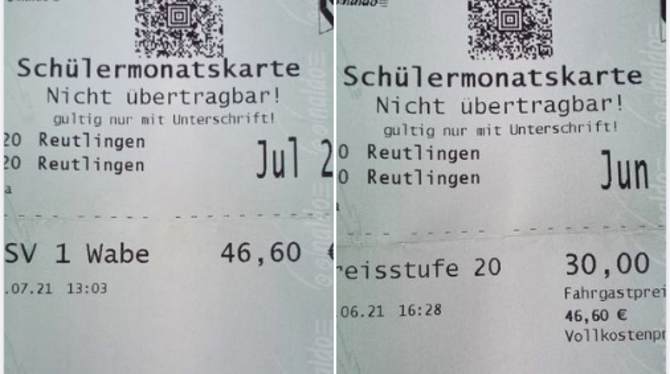 Schülermonatskarte
Nicht übertragbar!
gültig nur mit Unterschrift!
20 Reutlingen
20 Reutlingen
Jul 2
a
SV 1 Wabe 46,60 €
.07.21 13:03
Schülermonatskarte
Nicht übertragbar!
gültig nur mit Unterschrift!
0 Reutlingen
0 Reutlingen
Jun
reisstufe 20 30,00
Fahrgastprei
06.21 16:28
46,60 €
Vollkostenpr